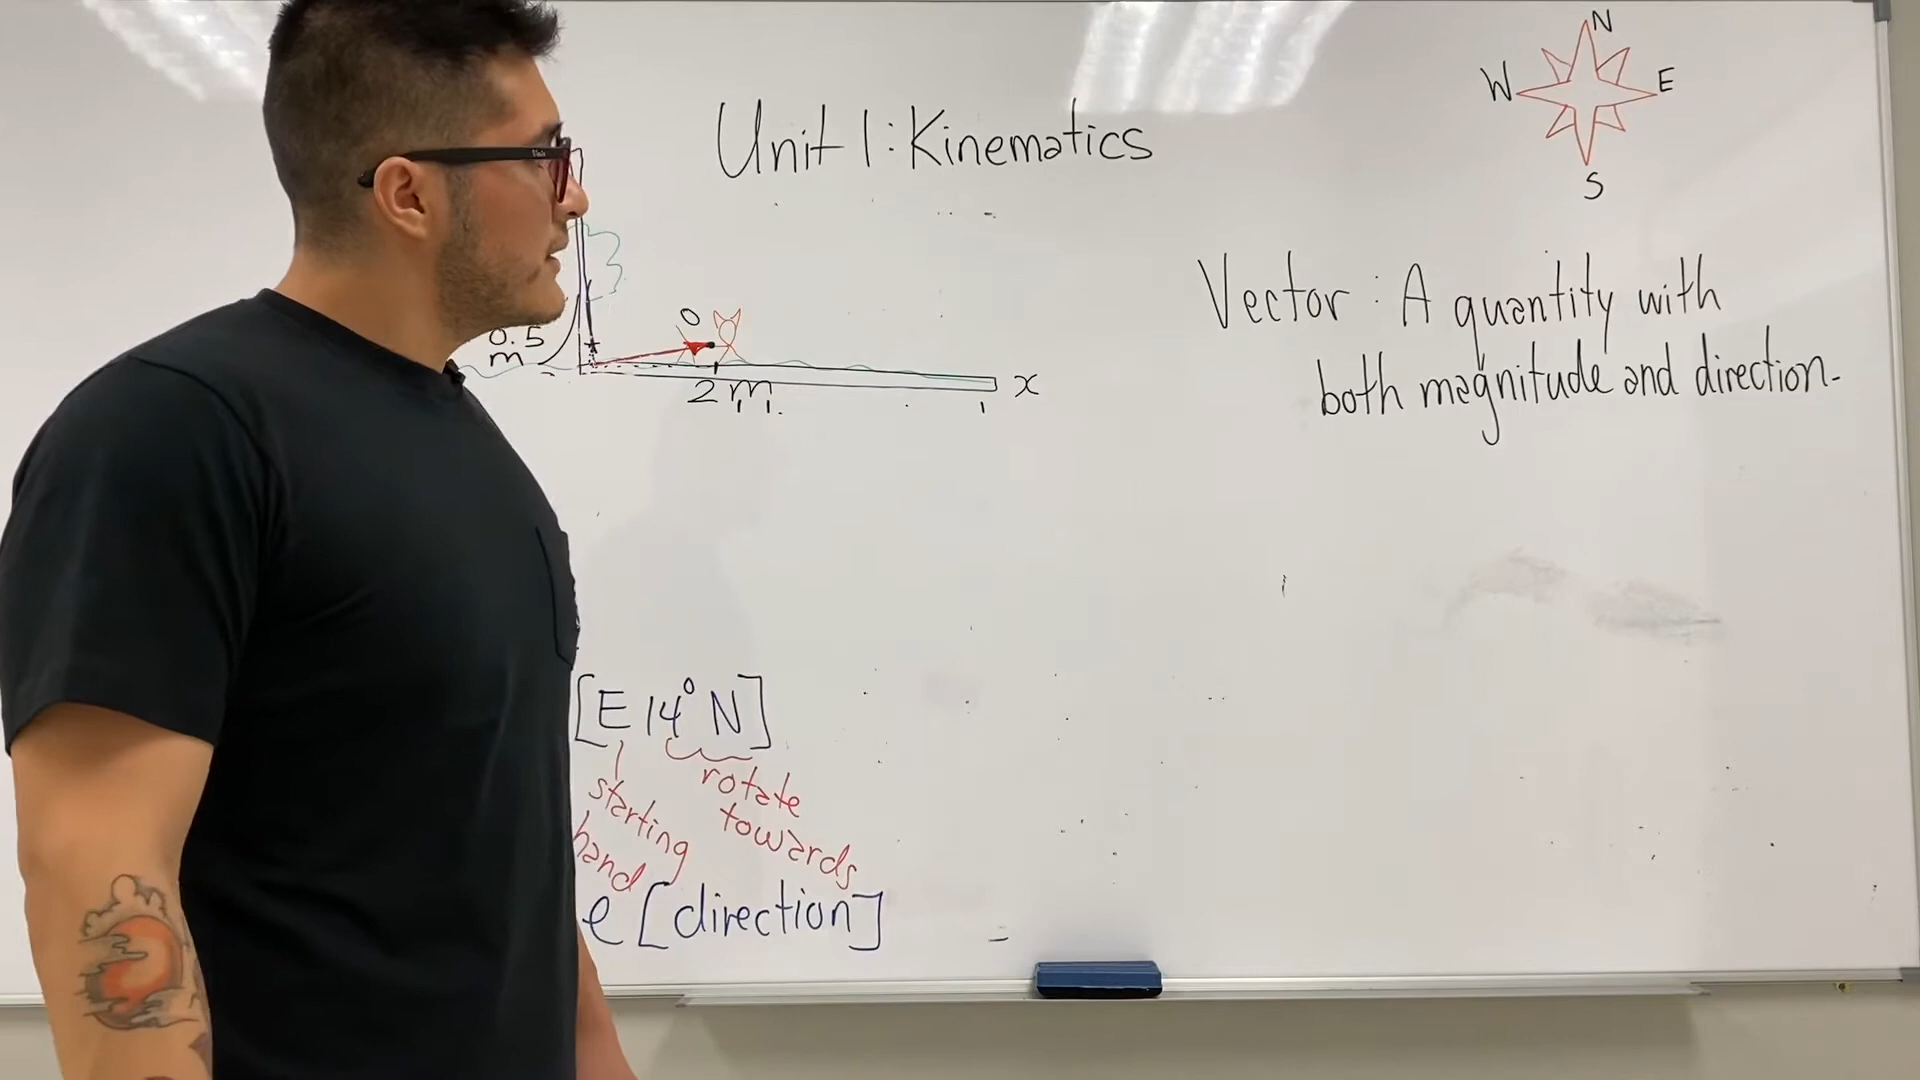 N
W E
S
Unit 1: Kinematics
Vector: A quantity with
both magnitude and direction.
0.5
m
2 m
x
[E 14° N]
starting
hand
rotate
towards
e [direction]